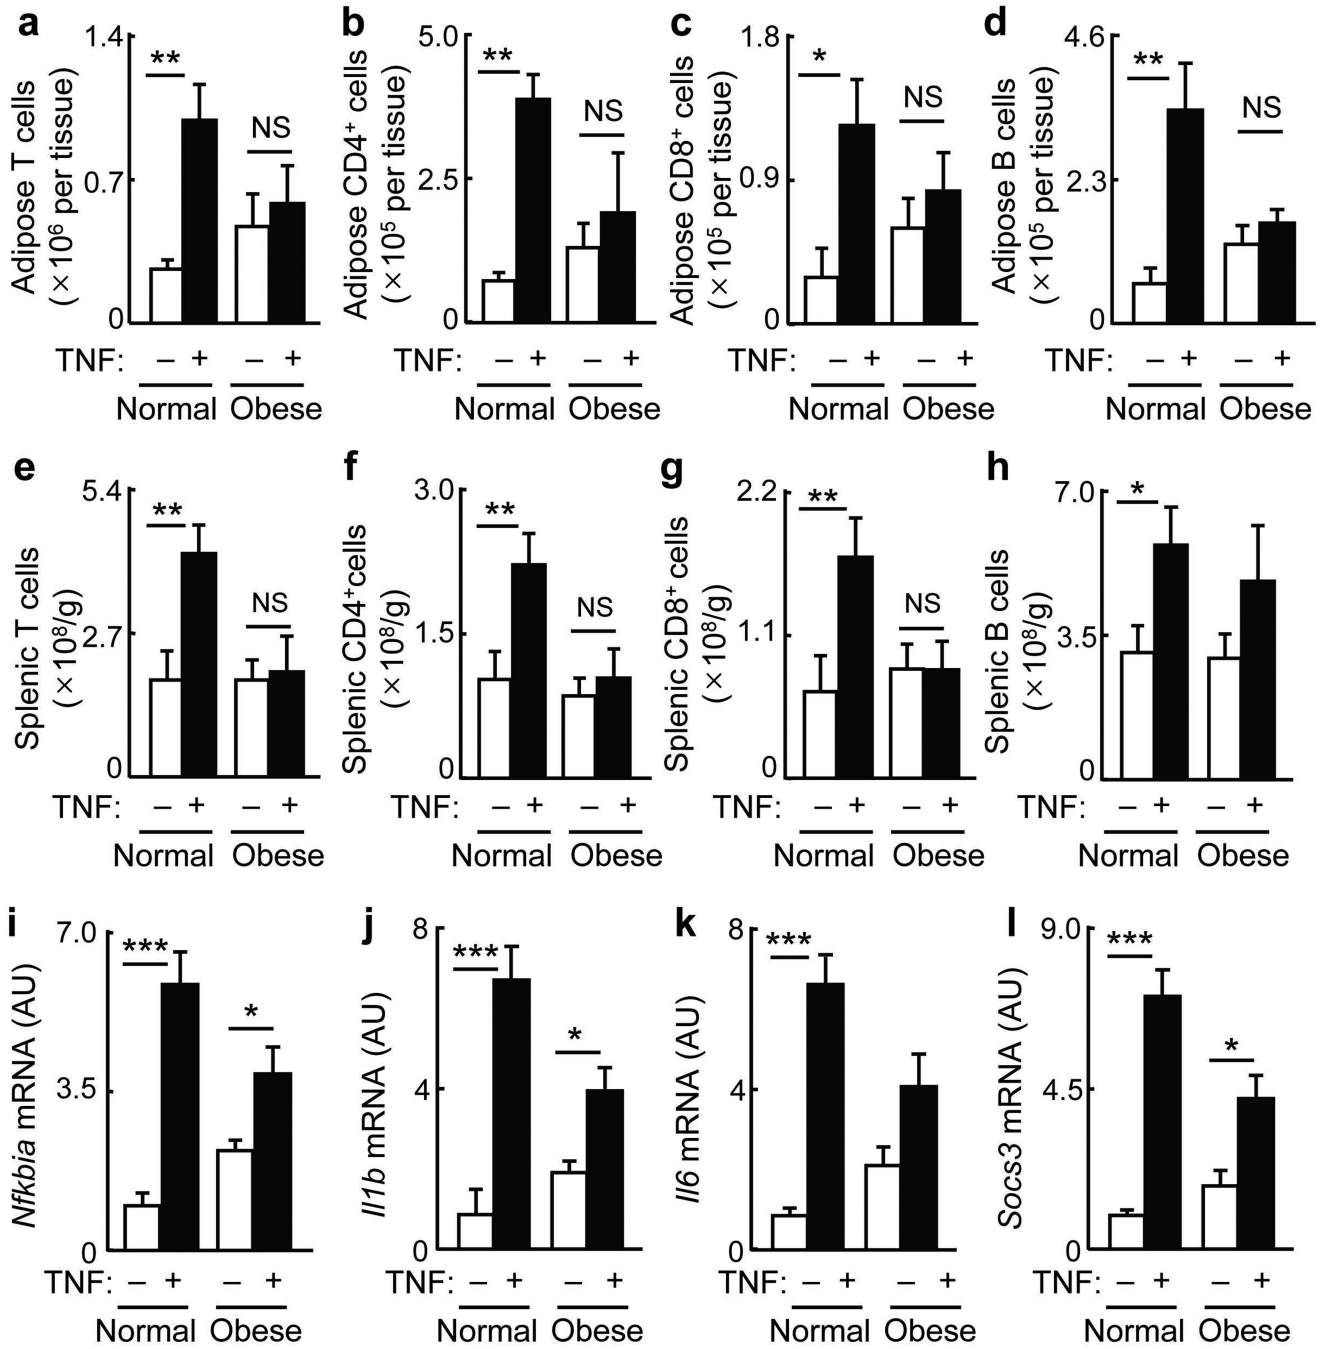 a
Adipose T cells
(×10⁶ per tissue)
1.4
0.7
0
**
NS
TNF: – + – +
Normal Obese
b
Adipose CD4⁺ cells
(×10⁵ per tissue)
5.0
2.5
0
**
NS
TNF: – + – +
Normal Obese
c
Adipose CD8⁺ cells
(×10⁵ per tissue)
1.8
0.9
0
*
NS
TNF: – + – +
Normal Obese
d
Adipose B cells
(×10⁵ per tissue)
4.6
2.3
0
**
NS
TNF: – + – +
Normal Obese
e
Splenic T cells
(×10⁸/g)
5.4
2.7
0
**
NS
TNF: – + – +
Normal Obese
f
Splenic CD4⁺cells
(×10⁸/g)
3.0
1.5
0
**
NS
TNF: – + – +
Normal Obese
g
Splenic CD8⁺ cells
(×10⁸/g)
2.2
1.1
0
**
NS
TNF: – + – +
Normal Obese
h
Splenic B cells
(×10⁸/g)
7.0
3.5
0
*
TNF: – + – +
Normal Obese
i
Nfkbia mRNA (AU)
7.0
3.5
0
***
*
TNF: – + – +
Normal Obese
j
Il1b mRNA (AU)
8
4
0
***
*
TNF: – + – +
Normal Obese
k
Il6 mRNA (AU)
8
4
0
***
TNF: – + – +
Normal Obese
l
Socs3 mRNA (AU)
9.0
4.5
0
***
*
TNF: – + – +
Normal Obese